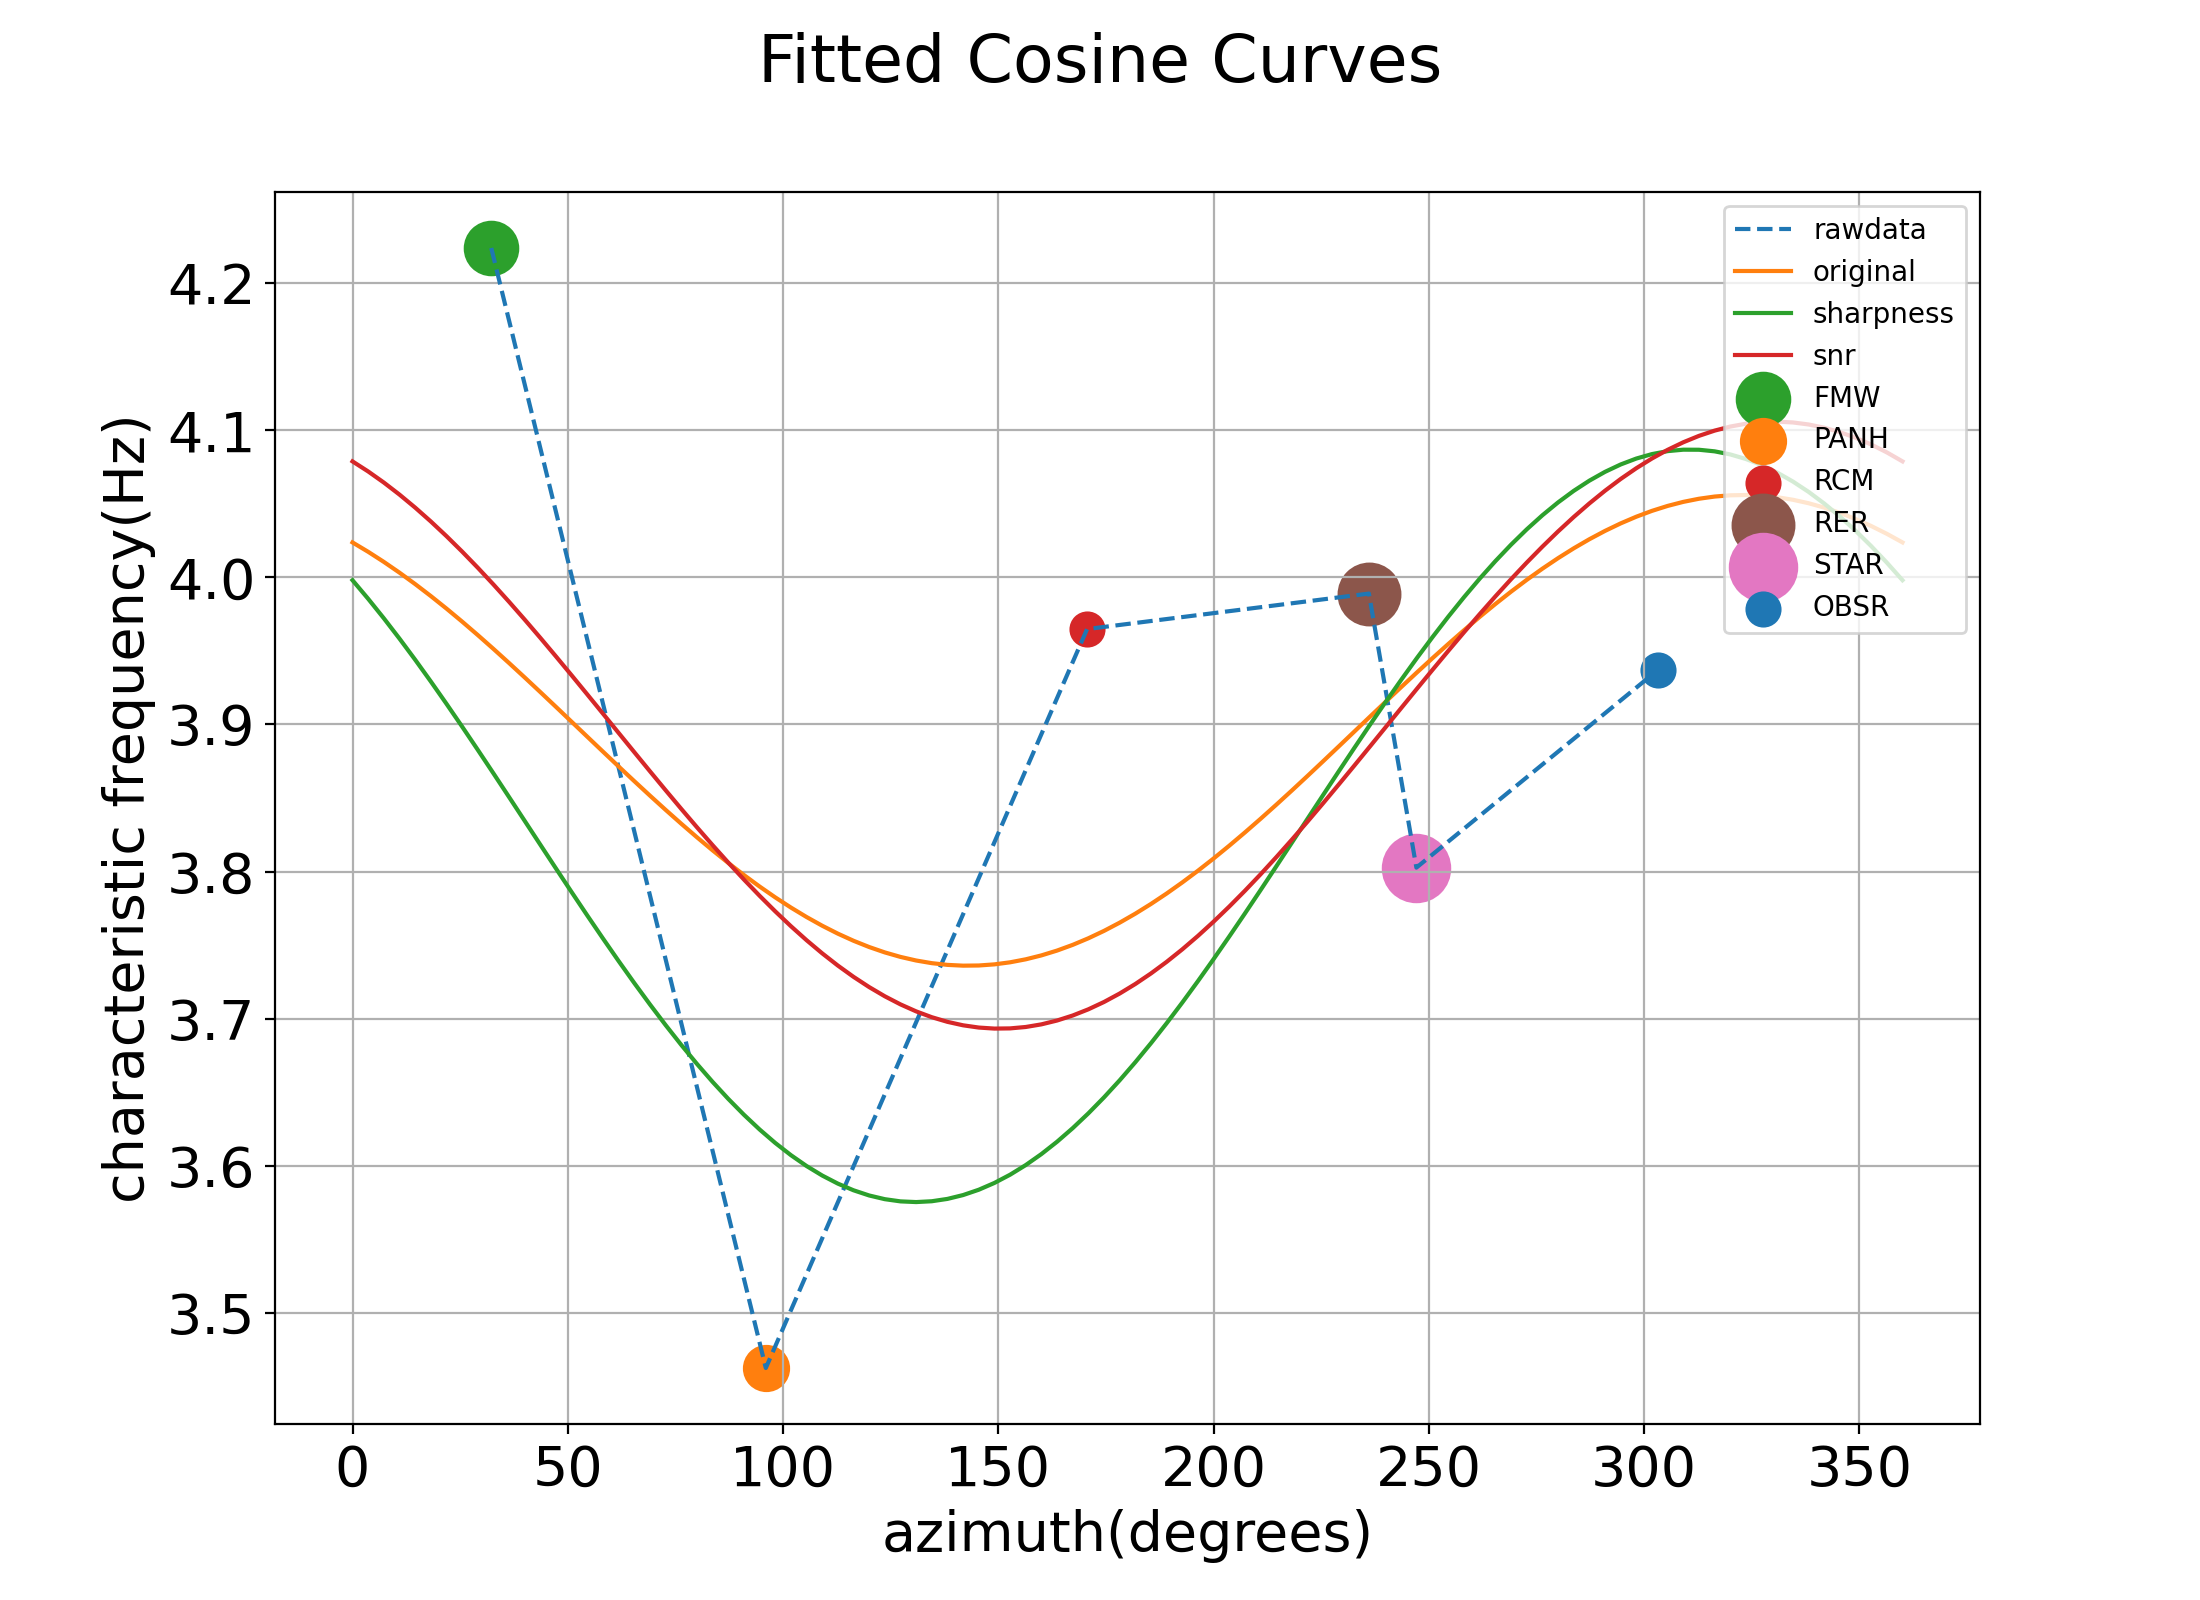 Fitted Cosine Curves
rawdata
original
sharpness
snr
FMW
PANH
RCM
RER
STAR
OBSR
characteristic frequency(Hz)
4.2
4.1
4.0
3.9
3.8
3.7
3.6
3.5
0 50 100 150 200 250 300 350
azimuth(degrees)